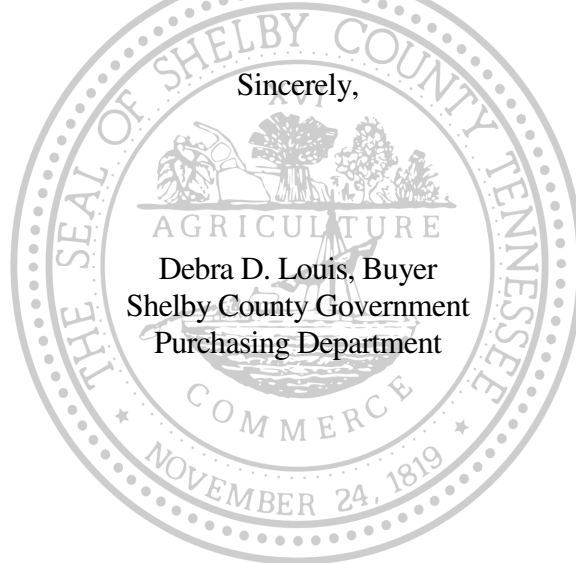 THE SEAL OF SHELBY COUNTY TENNESSEE
Sincerely,
XVI
AGRICULTURE
Debra D. Louis, Buyer
Shelby County Government
Purchasing Department
COMMERCE
NOVEMBER 24, 1819